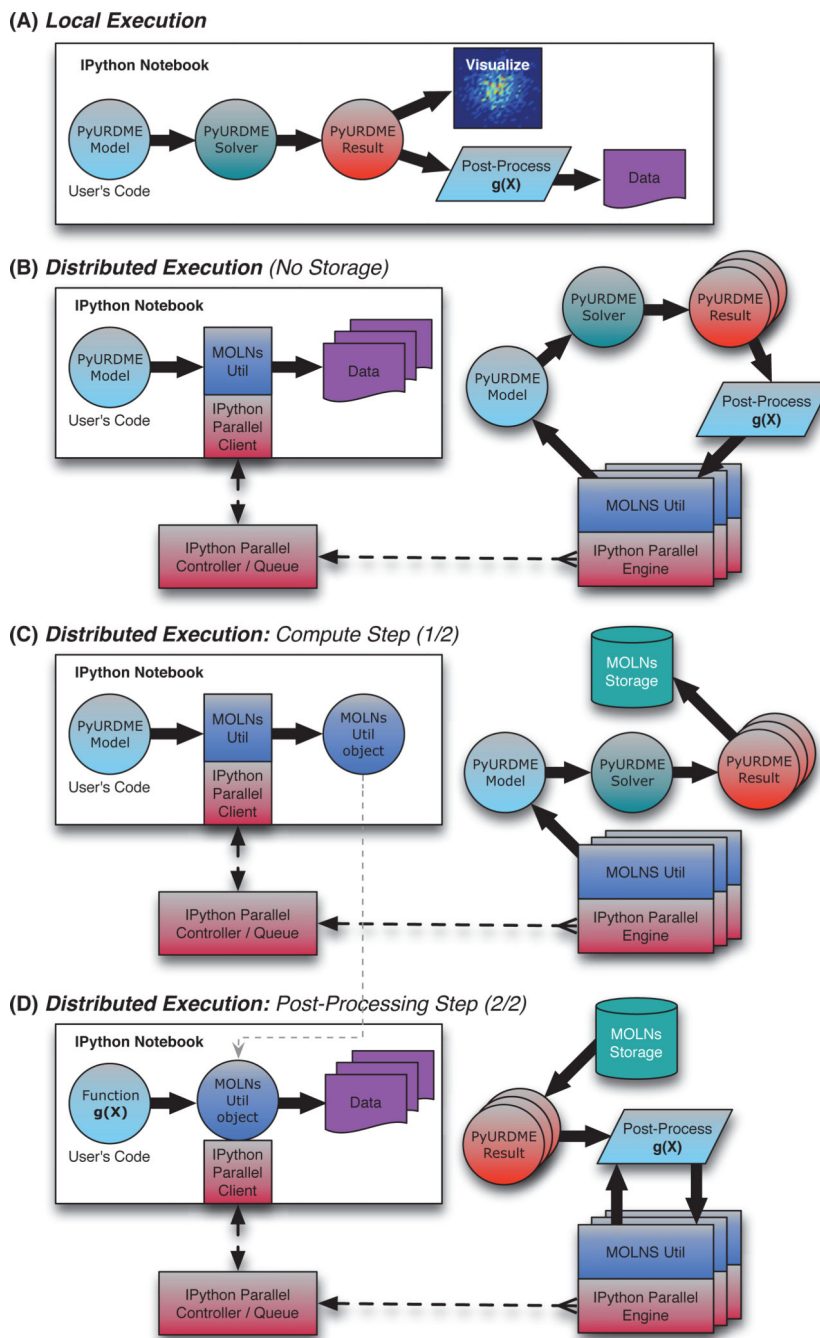 (A) Local Execution
IPython Notebook
PyURDME
Model
User's Code
PyURDME
Solver
PyURDME
Result
Visualize
Post-Process
g(X)
Data
(B) Distributed Execution (No Storage)
IPython Notebook
PyURDME
Model
User's Code
MOLNs
Util
IPython
Parallel
Client
Data
IPython Parallel
Controller / Queue
PyURDME
Model
PyURDME
Solver
PyURDME
Result
Post-Process
g(X)
MOLNS Util
IPython Parallel
Engine
(C) Distributed Execution: Compute Step (1/2)
IPython Notebook
PyURDME
Model
User's Code
MOLNs
Util
IPython
Parallel
Client
MOLNs
Util
object
IPython Parallel
Controller / Queue
MOLNs
Storage
PyURDME
Model
PyURDME
Solver
PyURDME
Result
MOLNS Util
IPython Parallel
Engine
(D) Distributed Execution: Post-Processing Step (2/2)
IPython Notebook
Function
g(X)
User's Code
MOLNs
Util
object
IPython
Parallel
Client
Data
IPython Parallel
Controller / Queue
MOLNs
Storage
PyURDME
Result
Post-Process
g(X)
MOLNS Util
IPython Parallel
Engine